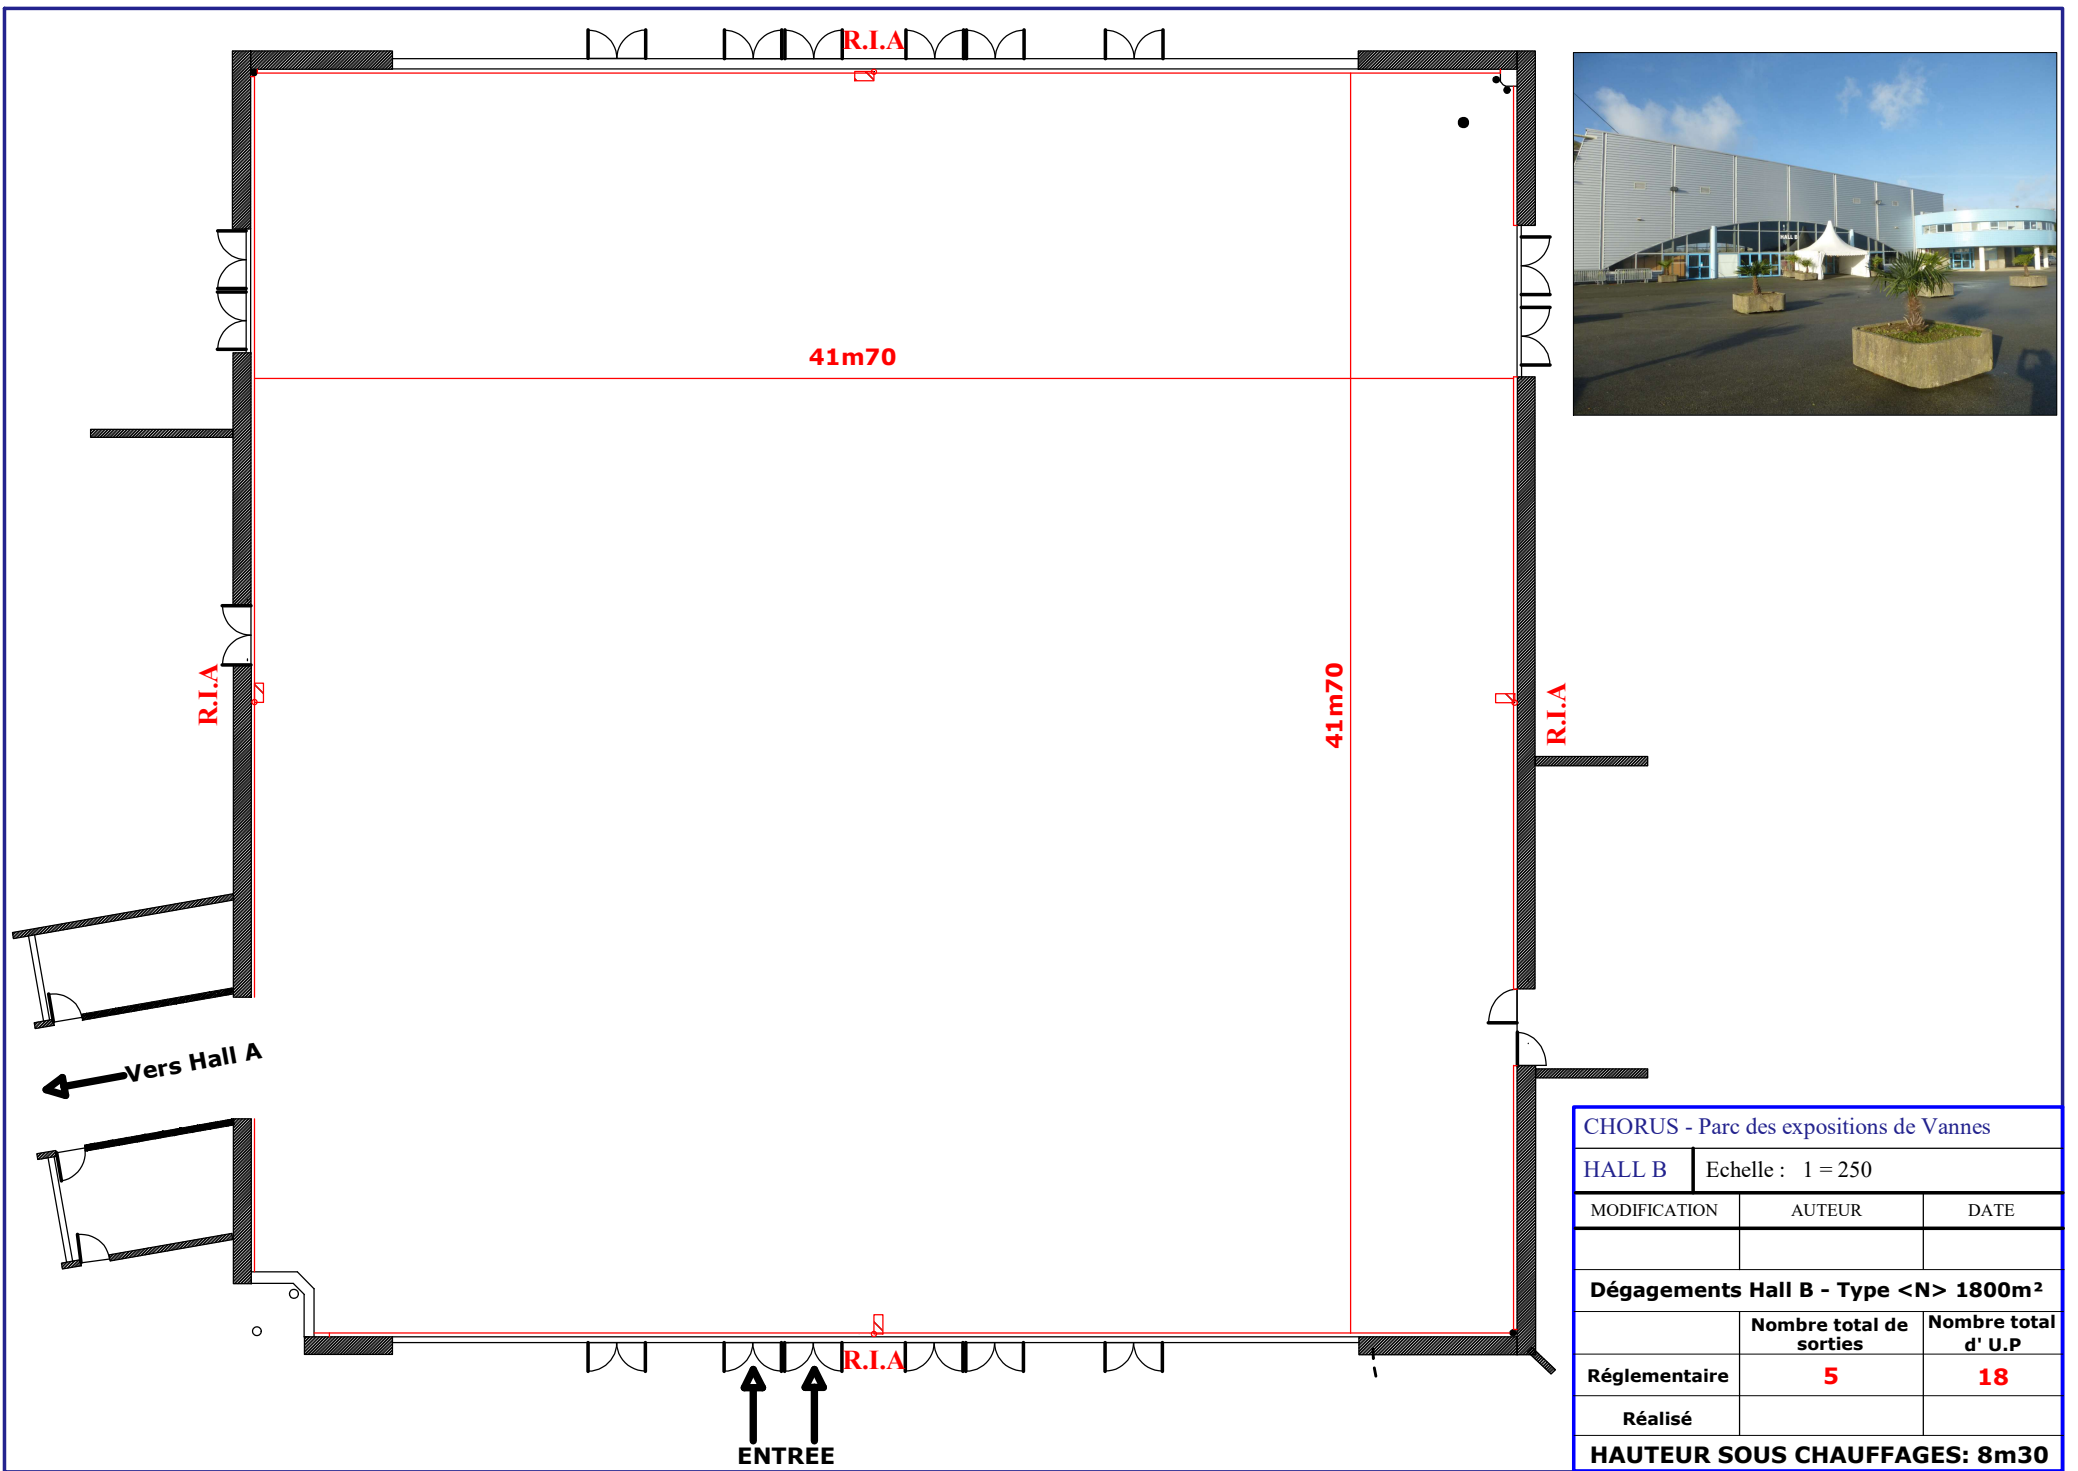 R.I.A
41m70
41m70
R.I.A
R.I.A
Vers Hall A
R.I.A
ENTREE
HALL B
CHORUS - Parc des expositions de Vannes
HALL B Echelle : 1 = 250
MODIFICATION AUTEUR DATE
Dégagements Hall B - Type <N> 1800m²
Nombre total de sorties Nombre total d' U.P
Réglementaire 5 18
Réalisé
HAUTEUR SOUS CHAUFFAGES: 8m30